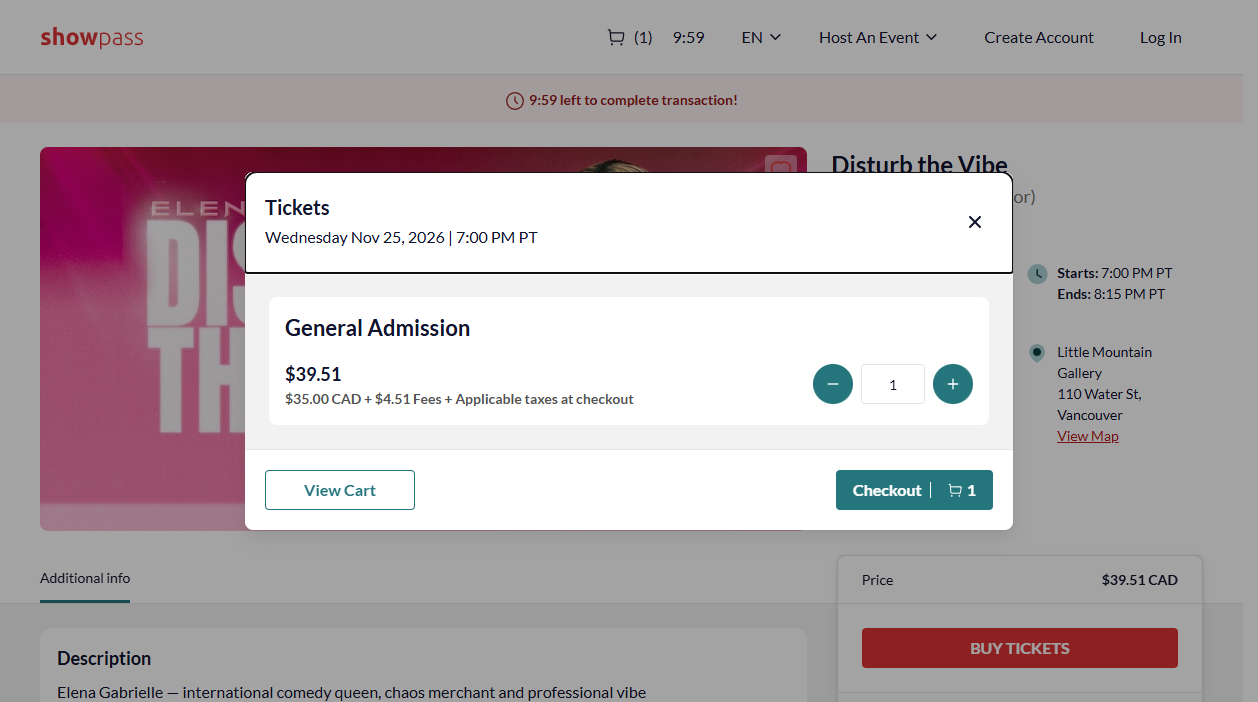 showpass
(1) 9:59 EN Host An Event Create Account Log In
9:59 left to complete transaction!
ELEN
DIS
TH
Disturb the Vibe
or)
Tickets
Wednesday Nov 25, 2026 | 7:00 PM PT
General Admission
$39.51
$35.00 CAD + $4.51 Fees + Applicable taxes at checkout
1
View Cart
Checkout | 1
Starts: 7:00 PM PT
Ends: 8:15 PM PT
Little Mountain
Gallery
110 Water St,
Vancouver
View Map
Additional info
Price $39.51 CAD
BUY TICKETS
Description
Elena Gabrielle — international comedy queen, chaos merchant and professional vibe